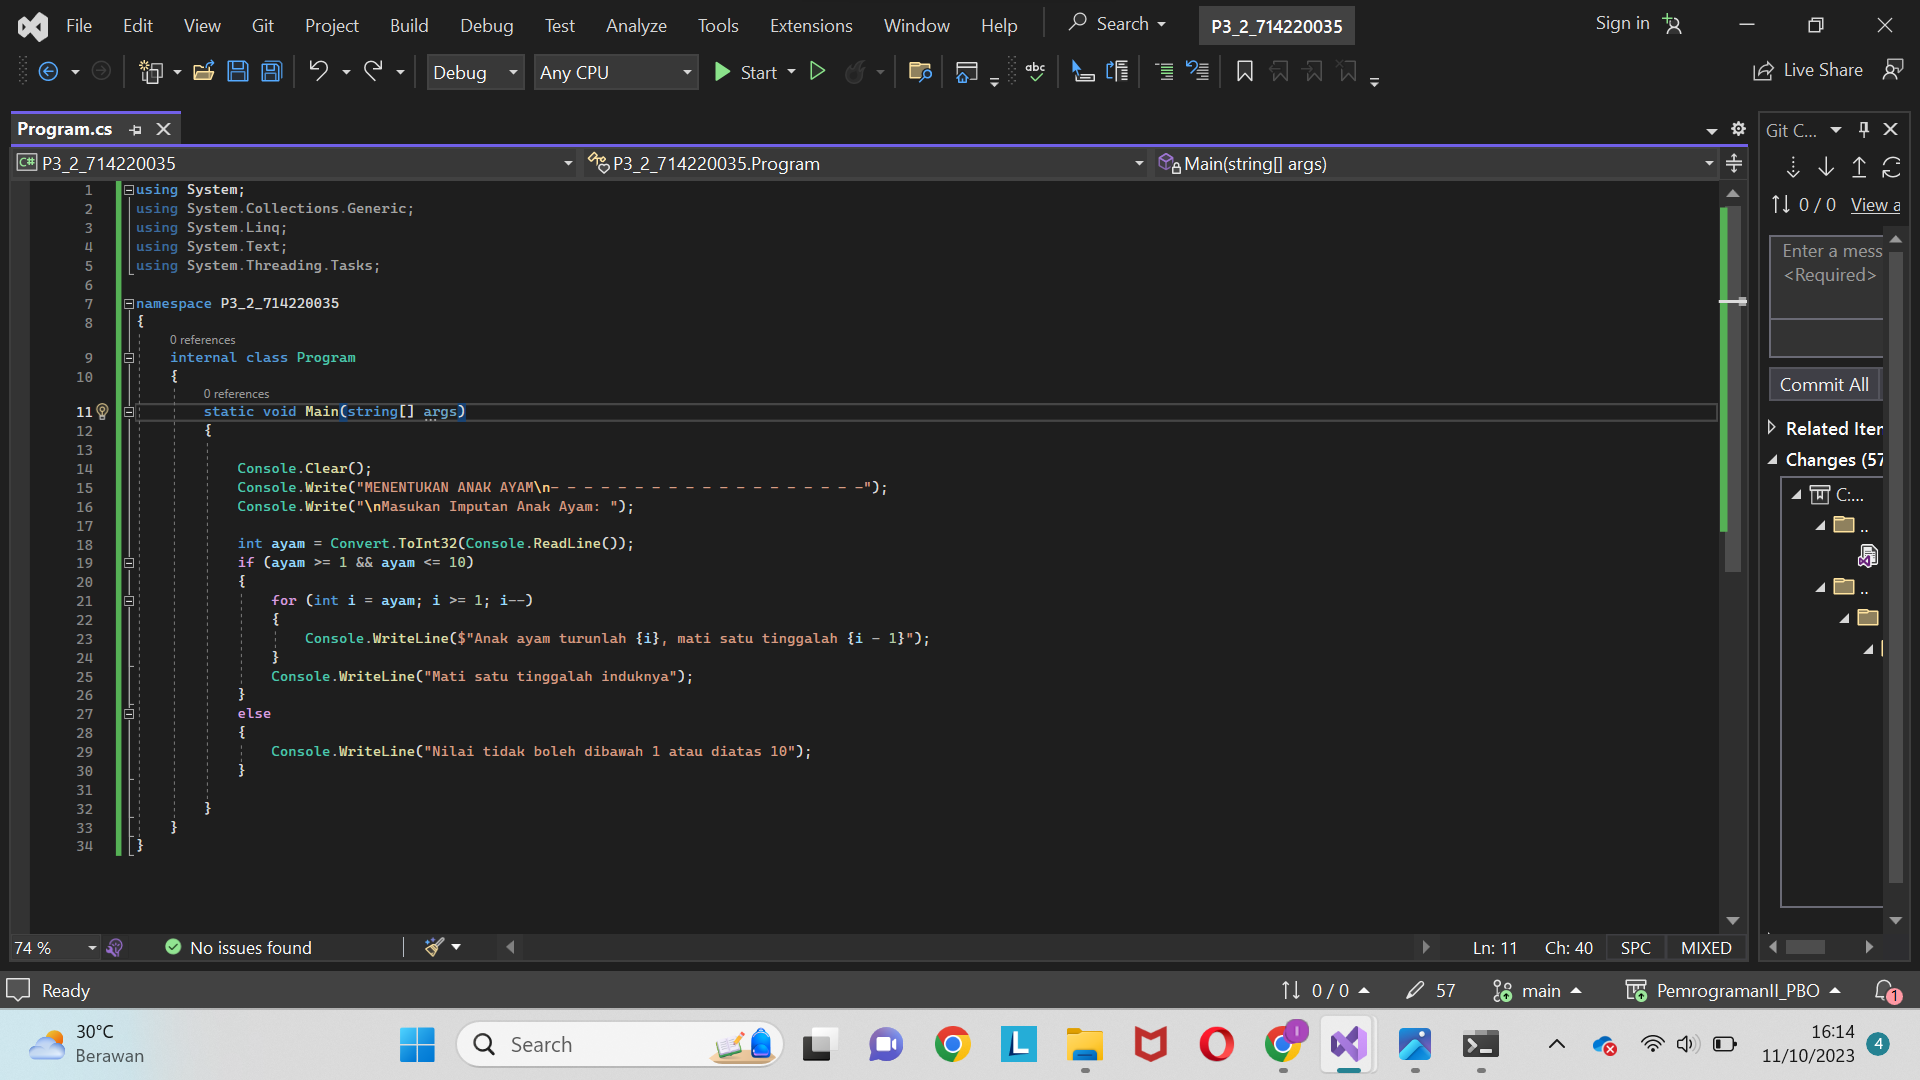 File Edit View Git Project Build Debug Test Analyze Tools Extensions Window Help Search P3_2_714220035 Sign in
Debug Any CPU Start abc Live Share
Program.cs
Git C...
C# P3_2_714220035 P3_2_714220035.Program Main(string[] args)
0 / 0 View a
Enter a mess
<Required>
Commit All
Related Iter
Changes (57
C:...
..
..
1 using System;
2 using System.Collections.Generic;
3 using System.Linq;
4 using System.Text;
5 using System.Threading.Tasks;
6
7 namespace P3_2_714220035
8 {
0 references
9 internal class Program
10 {
0 references
11 static void Main(string[] args)
12 {
13
14 Console.Clear();
15 Console.Write("MENENTUKAN ANAK AYAM\n- - - - - - - - - - - - - - - - - - -");
16 Console.Write("\nMasukan Imputan Anak Ayam: ");
17
18 int ayam = Convert.ToInt32(Console.ReadLine());
19 if (ayam >= 1 && ayam <= 10)
20 {
21 for (int i = ayam; i >= 1; i--)
22 {
23 Console.WriteLine($"Anak ayam turunlah {i}, mati satu tinggalah {i - 1}");
24 }
25 Console.WriteLine("Mati satu tinggalah induknya");
26 }
27 else
28 {
29 Console.WriteLine("Nilai tidak boleh dibawah 1 atau diatas 10");
30 }
31
32 }
33 }
34 }
74 % No issues found Ln: 11 Ch: 40 SPC MIXED
Ready 0 / 0 57 main PemrogramanII_PBO 1
30°C
Berawan
Search
16:14
11/10/2023
4